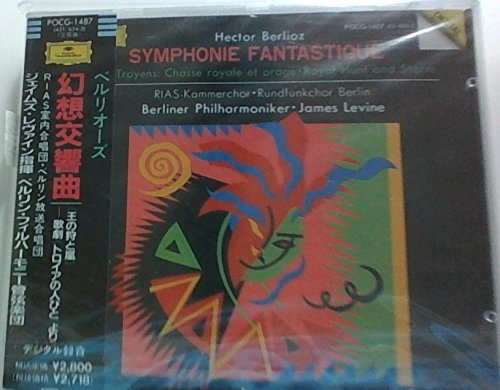 POCG-1487
ベルリオーズ
幻想交響曲
王の狩と嵐
―歌劇《トロイアの人びと》より
RIAS室内合唱団・ベルリン放送合唱団
ジェイムズ・レヴァイン指揮 ベルリン・フィルハーモニー管弦楽団
デジタル録音
¥2,800
¥2,718
POCG-1487
Hector Berlioz
SYMPHONIE FANTASTIQUE
Troyens: Chasse royale et orage · Royal Hunt and
RIAS-Kammerchor · Rundfunkchor Berlin
Berliner Philharmoniker · James Levine